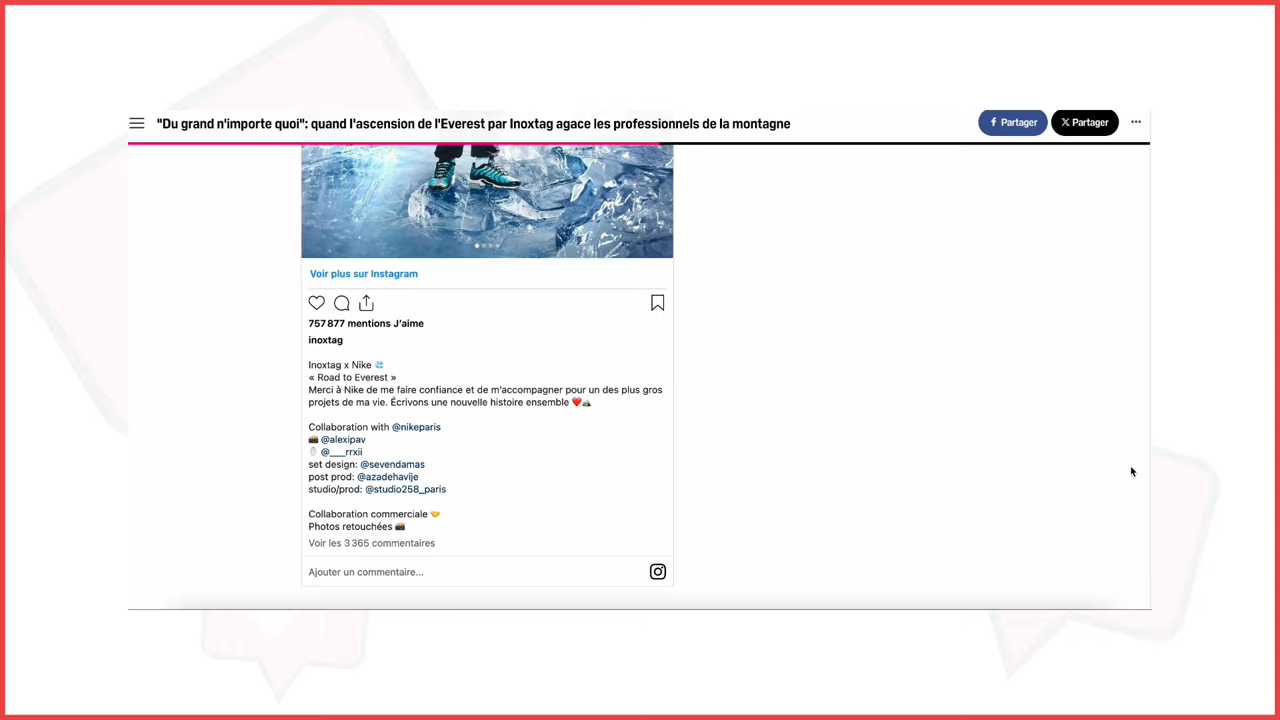 "Du grand n'importe quoi": quand l'ascension de l'Everest par Inoxtag agace les professionnels de la montagne
Partager
Partager
Voir plus sur Instagram
757 877 mentions J'aime
inoxtag
Inoxtag x Nike
« Road to Everest »
Merci à Nike de me faire confiance et de m'accompagner pour un des plus gros
projets de ma vie. Écrivons une nouvelle histoire ensemble ❤️🏔️
Collaboration with @nikeparis
📸 @alexipav
@___rrxii
set design: @sevendamas
post prod: @azadehavije
studio/prod: @studio258_paris
Collaboration commerciale 🤝
Photos retouchées 📸
Voir les 3 365 commentaires
Ajouter un commentaire...